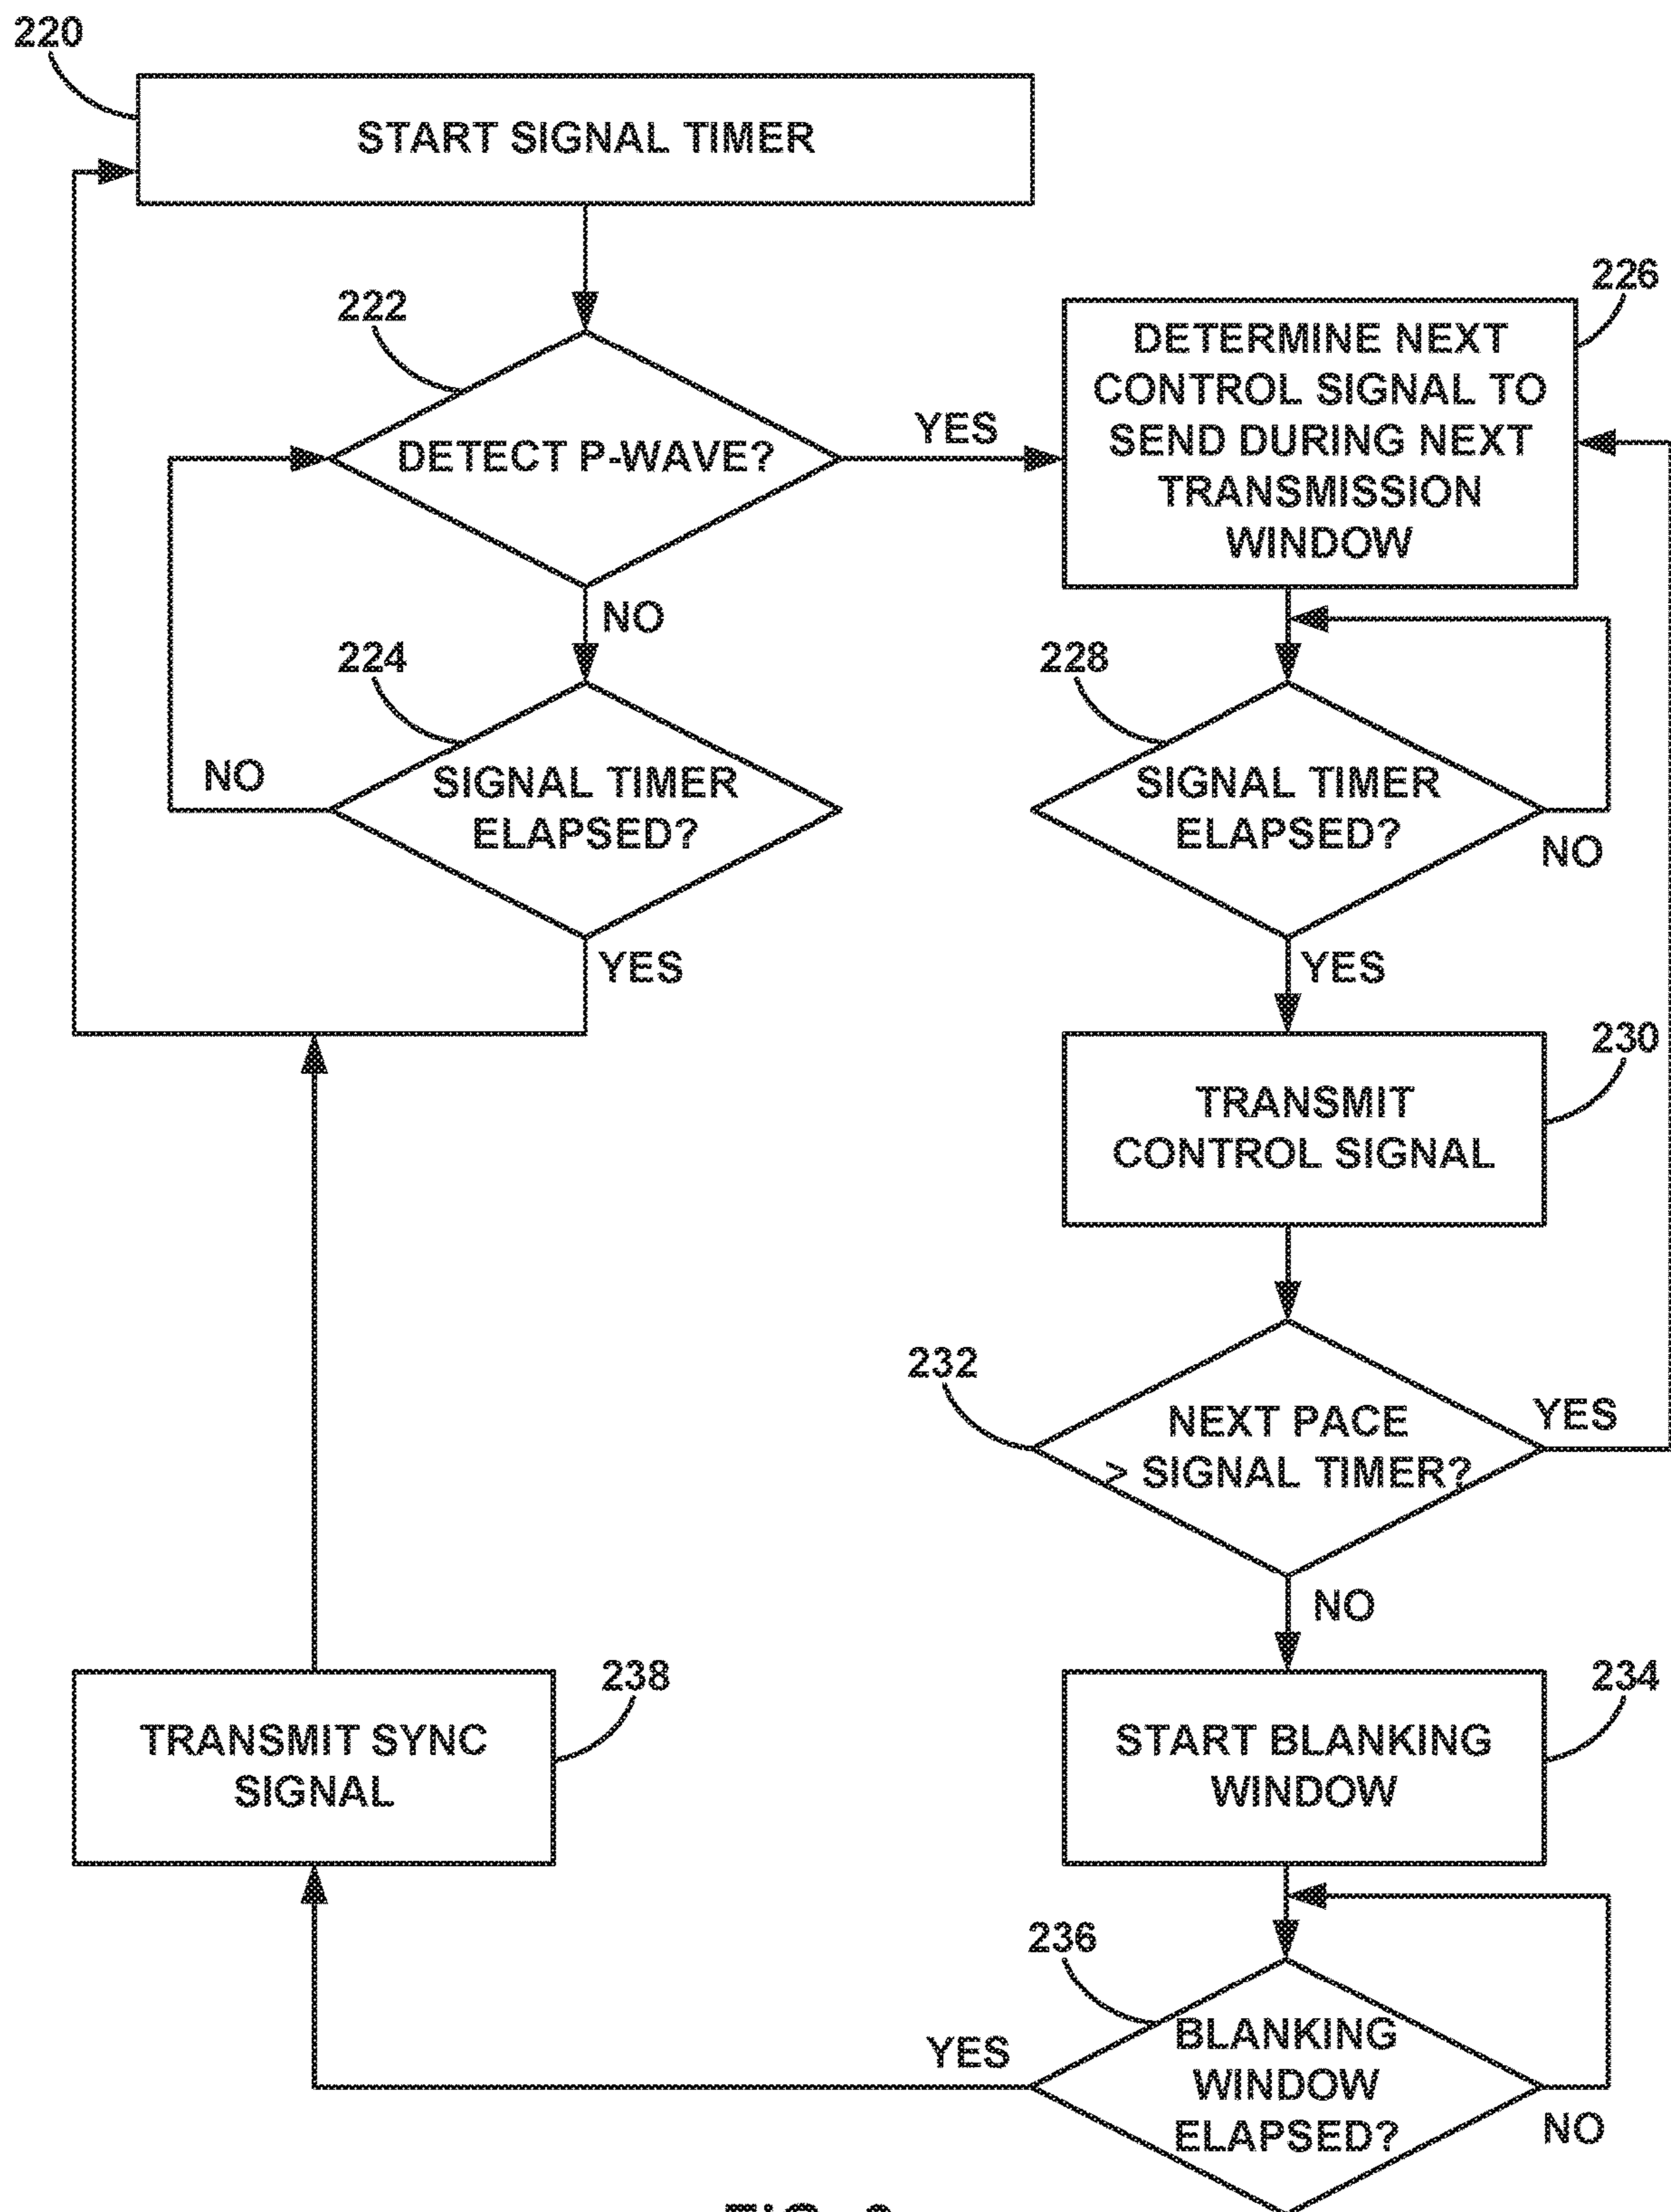 220
START SIGNAL TIMER
222
DETECT P-WAVE?
YES
226
DETERMINE NEXT
CONTROL SIGNAL TO
SEND DURING NEXT
TRANSMISSION
WINDOW
NO
224
SIGNAL TIMER
ELAPSED?
NO
YES
228
SIGNAL TIMER
ELAPSED?
NO
YES
230
TRANSMIT
CONTROL SIGNAL
232
NEXT PACE
> SIGNAL TIMER?
YES
NO
234
START BLANKING
WINDOW
236
BLANKING
WINDOW
ELAPSED?
NO
YES
238
TRANSMIT SYNC
SIGNAL